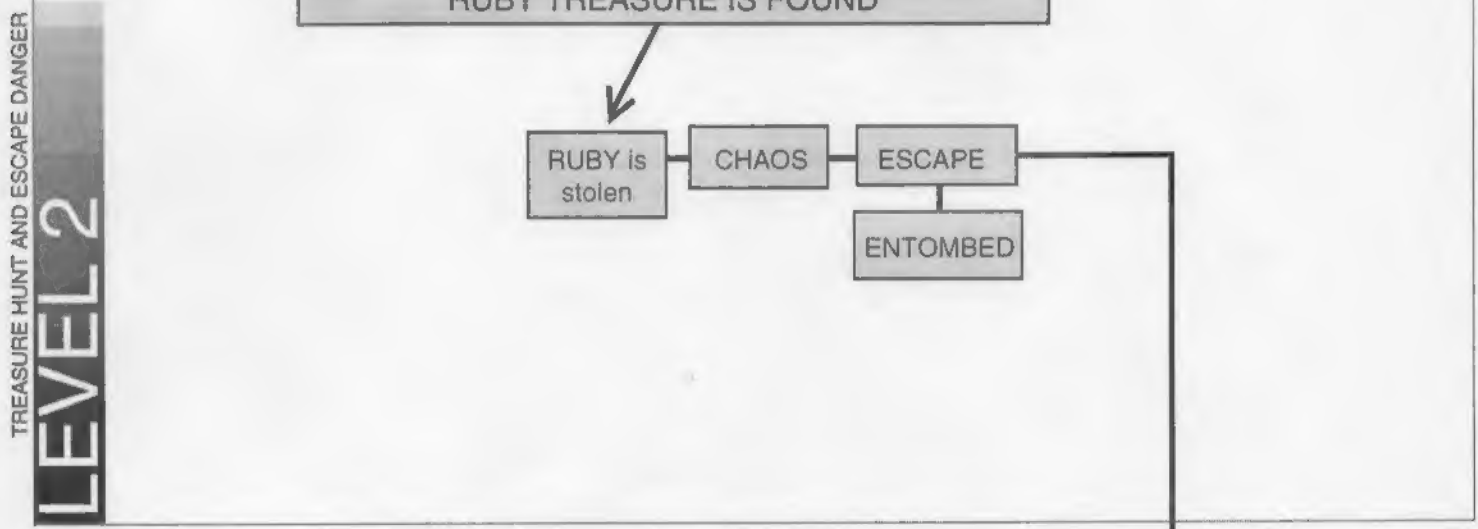 TREASURE HUNT AND ESCAPE DANGER
LEVEL 2
RUBY TREASURE IS FOUND
RUBY is
stolen
CHAOS
ESCAPE
ENTOMBED